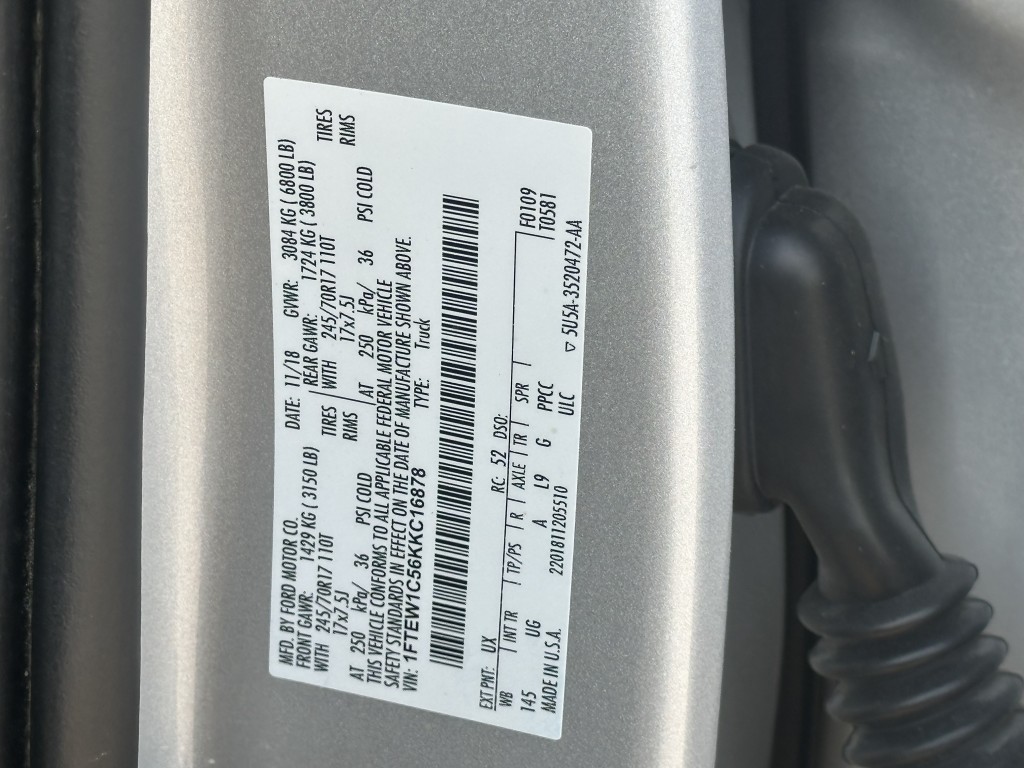 MFD. BY FORD MOTOR CO. DATE: 11/18 GVWR: 3084 KG ( 6800 LB)
FRONT GAWR: 1429 KG ( 3150 LB) REAR GAWR: 1724 KG ( 3800 LB)
WITH 245/70R17 110T TIRES WITH 245/70R17 110T TIRES
17x7.5J RIMS 17x7.5J RIMS
AT 250 kPa/ 36 PSI COLD AT 250 kPa/ 36 PSI COLD
THIS VEHICLE CONFORMS TO ALL APPLICABLE FEDERAL MOTOR VEHICLE
SAFETY STANDARDS IN EFFECT ON THE DATE OF MANUFACTURE SHOWN ABOVE.
VIN: 1FTEW1C56KKC16878 TYPE: Truck
EXT PNT: UX RC: 52 DSO: F0109
WB INT TR TP/PS R AXLE TR SPR T0581
145 UG A L9 G PPCC
MADE IN U.S.A. 220181120551O ULC ▽ 5U5A-3520472-AA